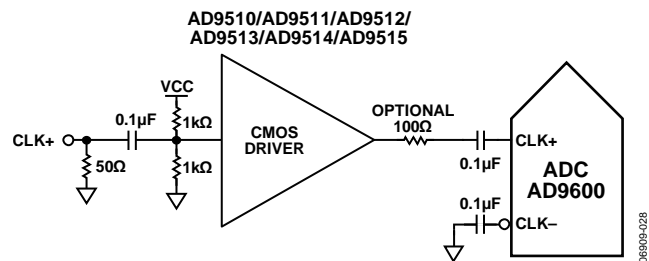 AD9510/AD9511/AD9512/
AD9513/AD9514/AD9515
VCC
0.1µF
1kΩ
CLK+
50Ω
1kΩ
CMOS
DRIVER
OPTIONAL
100Ω
0.1µF
CLK+
ADC
AD9600
0.1µF
CLK–
06909-028